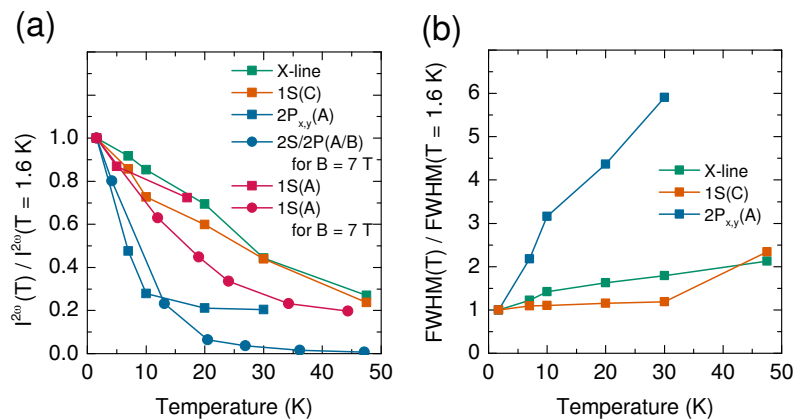 (a)
X-line
1S(C)
2Px,y(A)
2S/2P(A/B)
for B = 7 T
1S(A)
1S(A)
for B = 7 T
1.0
0.8
0.6
0.4
0.2
0.0
I²ω(T) / I²ω(T = 1.6 K)
0 10 20 30 40 50
Temperature (K)
(b)
6
5
4
3
2
1
0
FWHM(T) / FWHM(T = 1.6 K)
X-line
1S(C)
2Px,y(A)
0 10 20 30 40 50
Temperature (K)